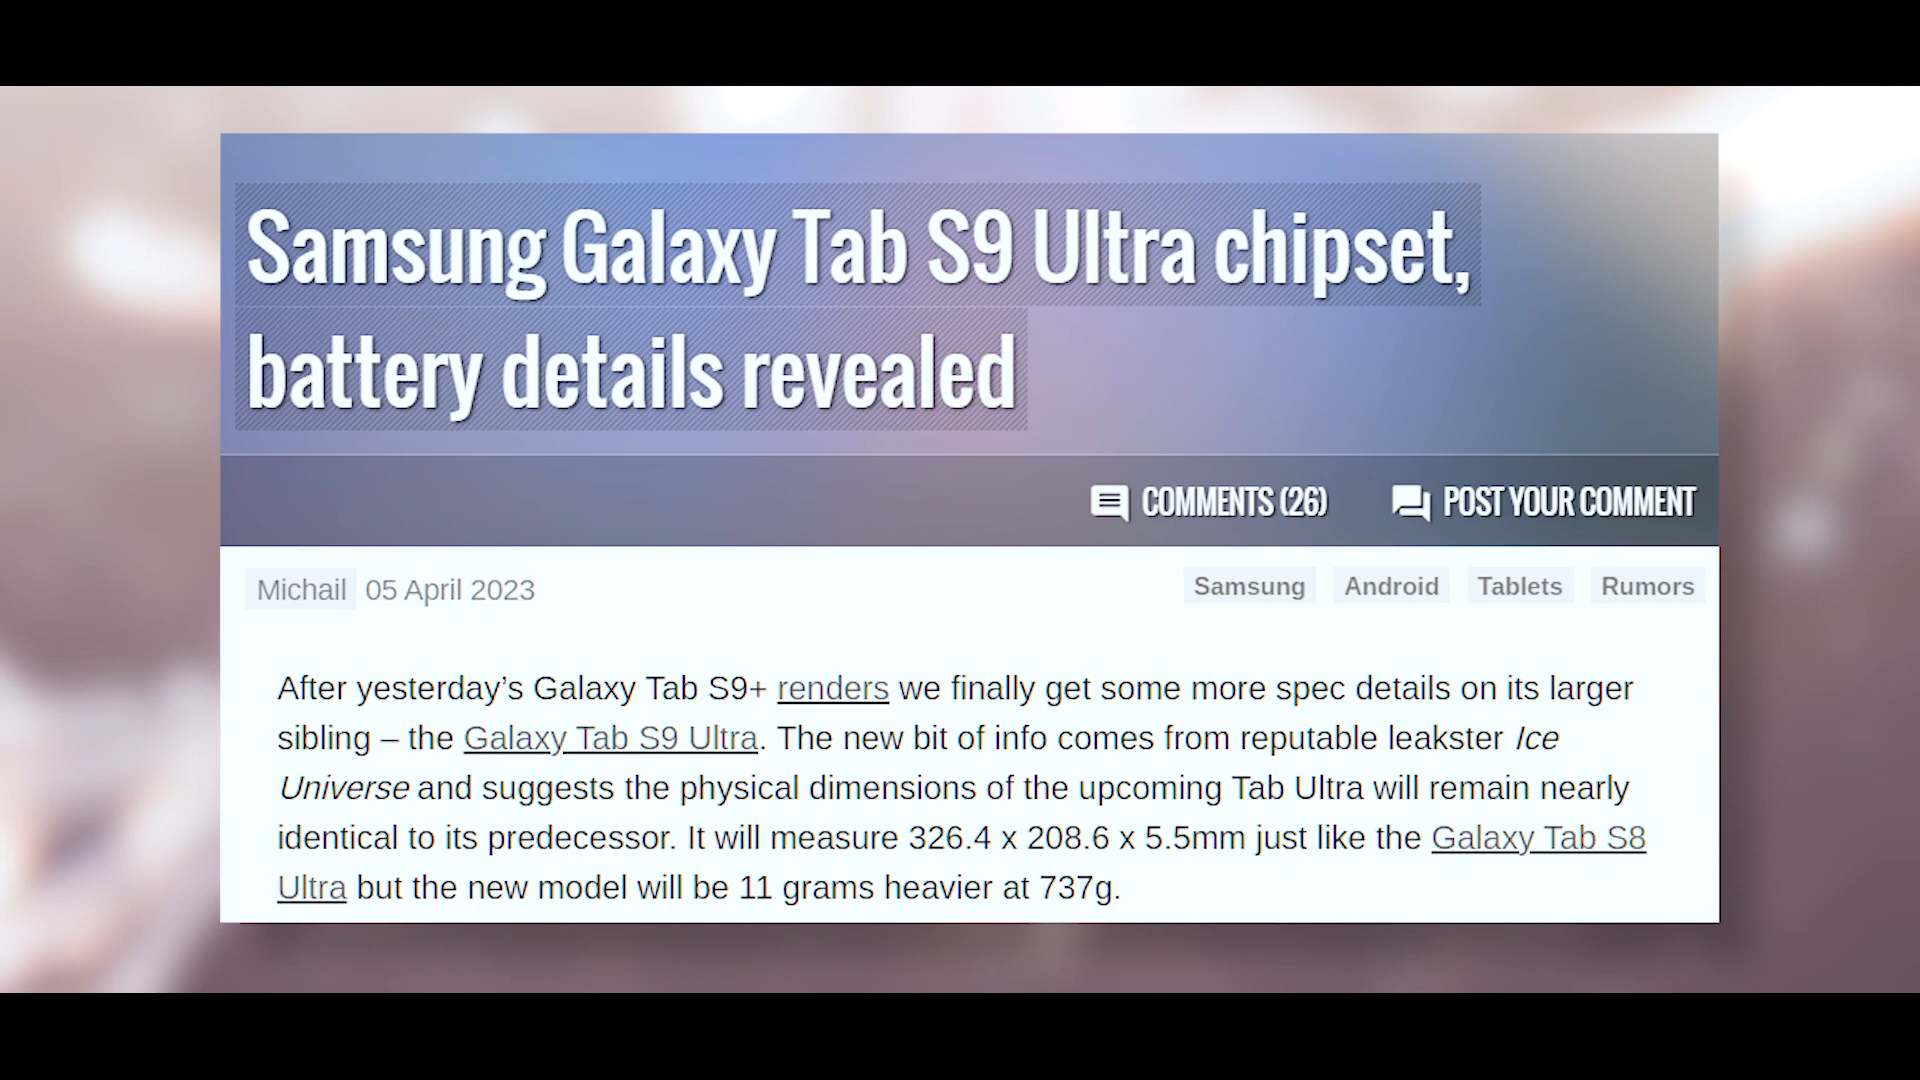 Samsung Galaxy Tab S9 Ultra chipset,
battery details revealed
COMMENTS (26) POST YOUR COMMENT
Michail 05 April 2023 Samsung Android Tablets Rumors
After yesterday’s Galaxy Tab S9+ renders we finally get some more spec details on its larger
sibling – the Galaxy Tab S9 Ultra. The new bit of info comes from reputable leakster Ice
Universe and suggests the physical dimensions of the upcoming Tab Ultra will remain nearly
identical to its predecessor. It will measure 326.4 x 208.6 x 5.5mm just like the Galaxy Tab S8
Ultra but the new model will be 11 grams heavier at 737g.